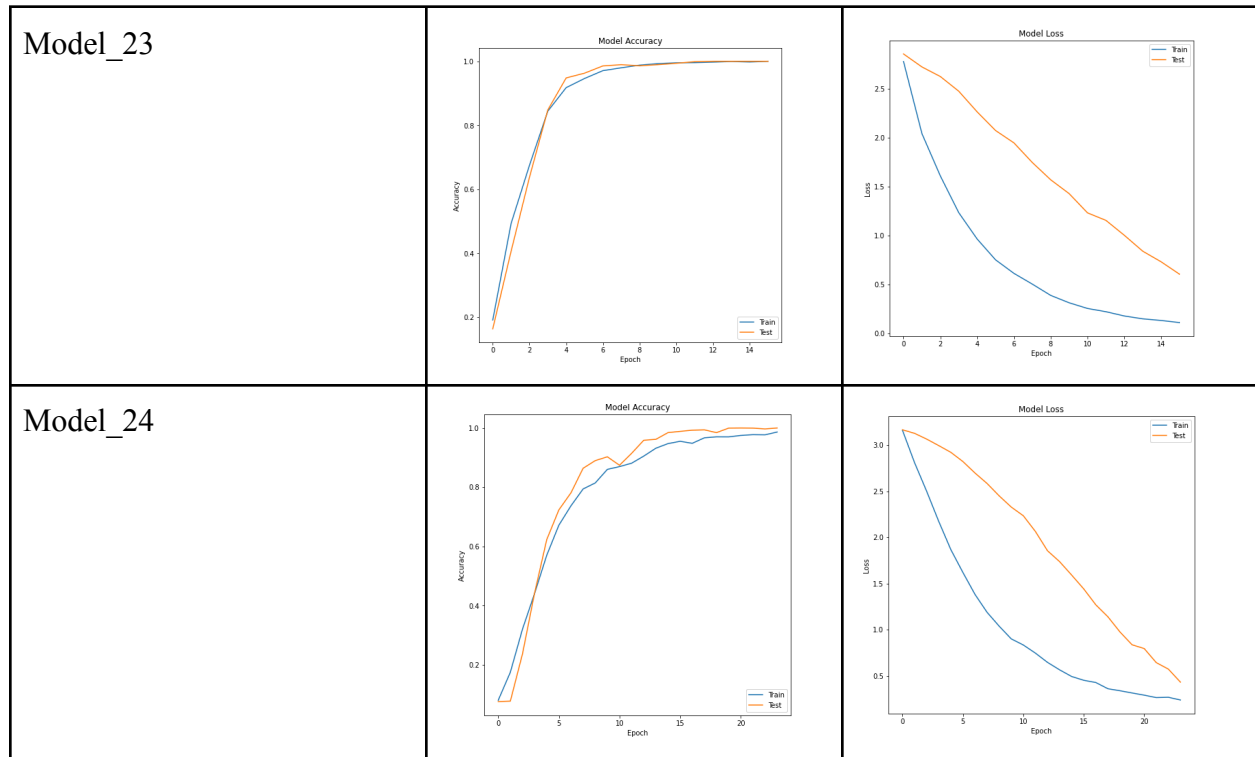 Model_23
Model Accuracy
1.0
0.8
0.6
0.4
0.2
Accuracy
0 2 4 6 8 10 12 14
Epoch
Train
Test
Model Loss
2.5
2.0
1.5
1.0
0.5
0.0
Loss
0 2 4 6 8 10 12 14
Epoch
Train
Test
Model_24
Model Accuracy
1.0
0.8
0.6
0.4
0.2
Accuracy
0 5 10 15 20
Epoch
Train
Test
Model Loss
3.0
2.5
2.0
1.5
1.0
0.5
Loss
0 5 10 15 20
Epoch
Train
Test